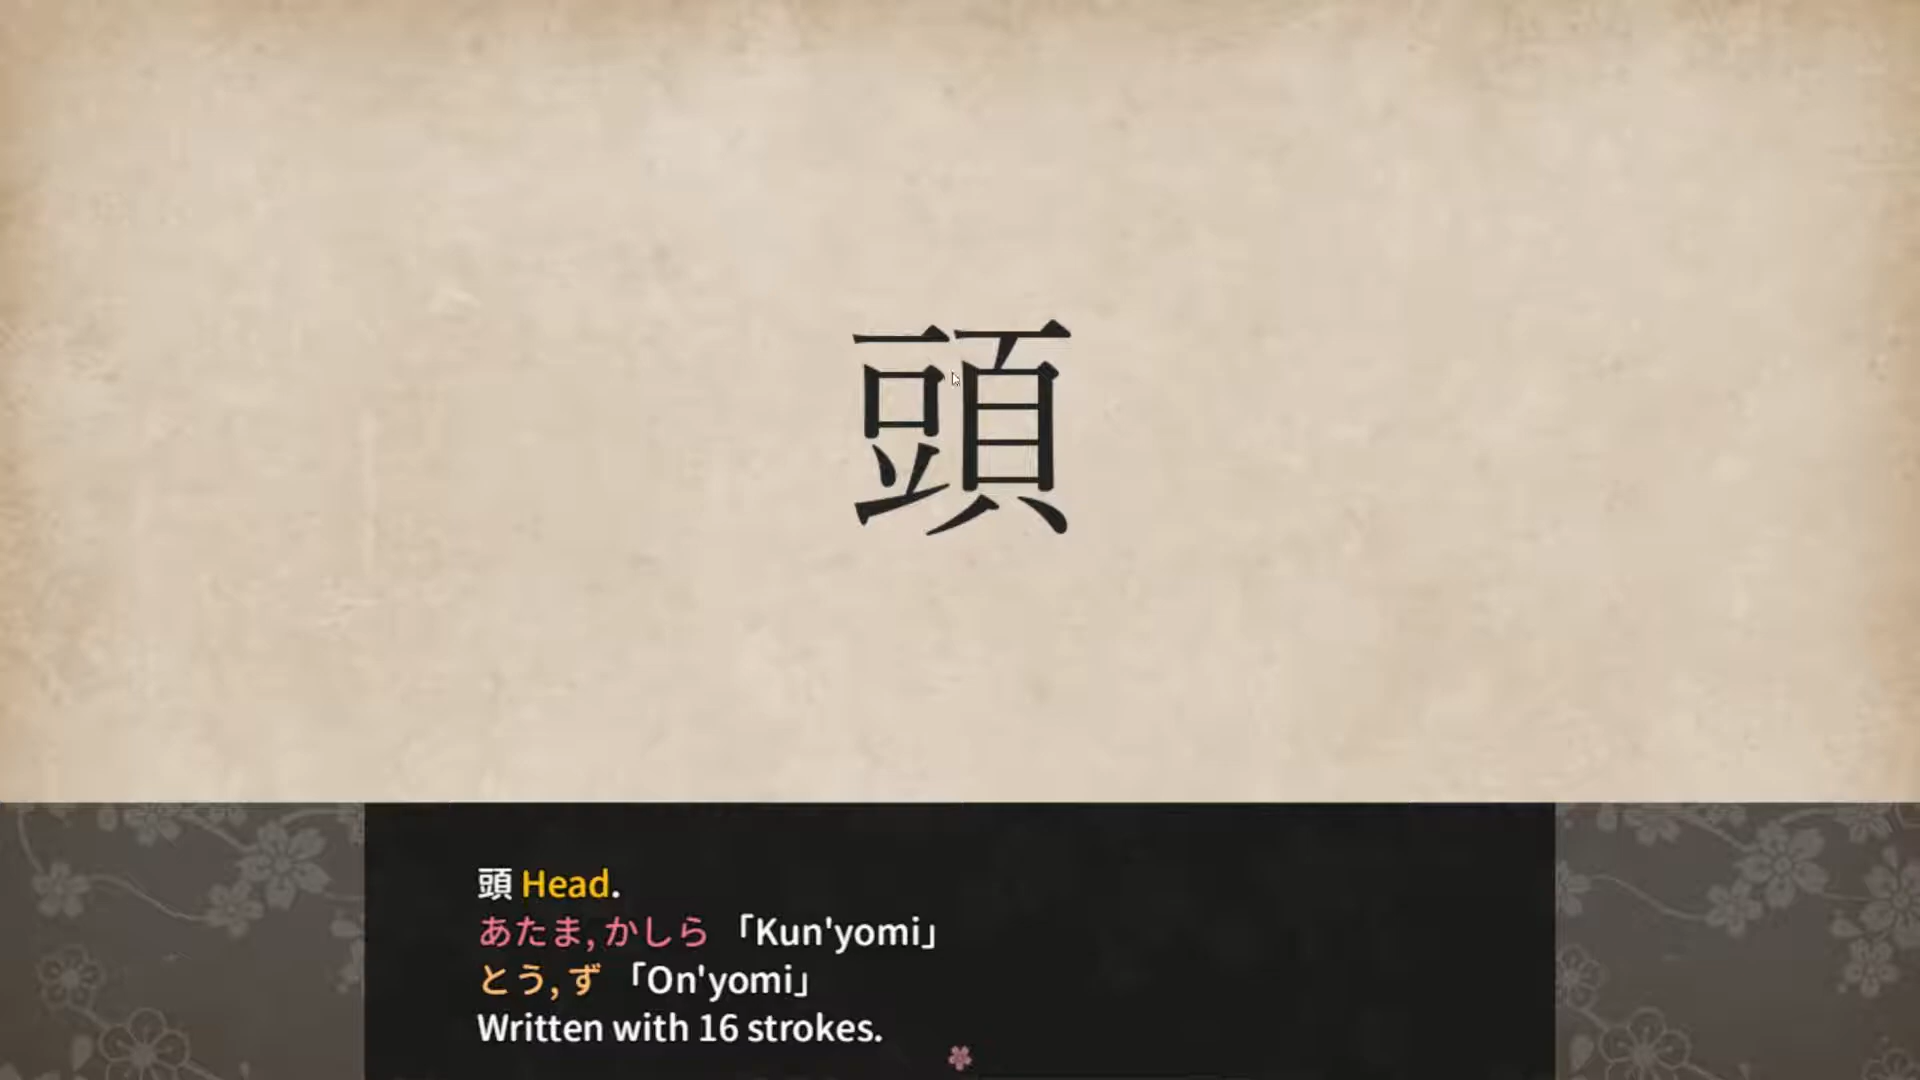 頭
頭 Head.
あたま, かしら 「Kun'yomi」
とう, ず 「On'yomi」
Written with 16 strokes.